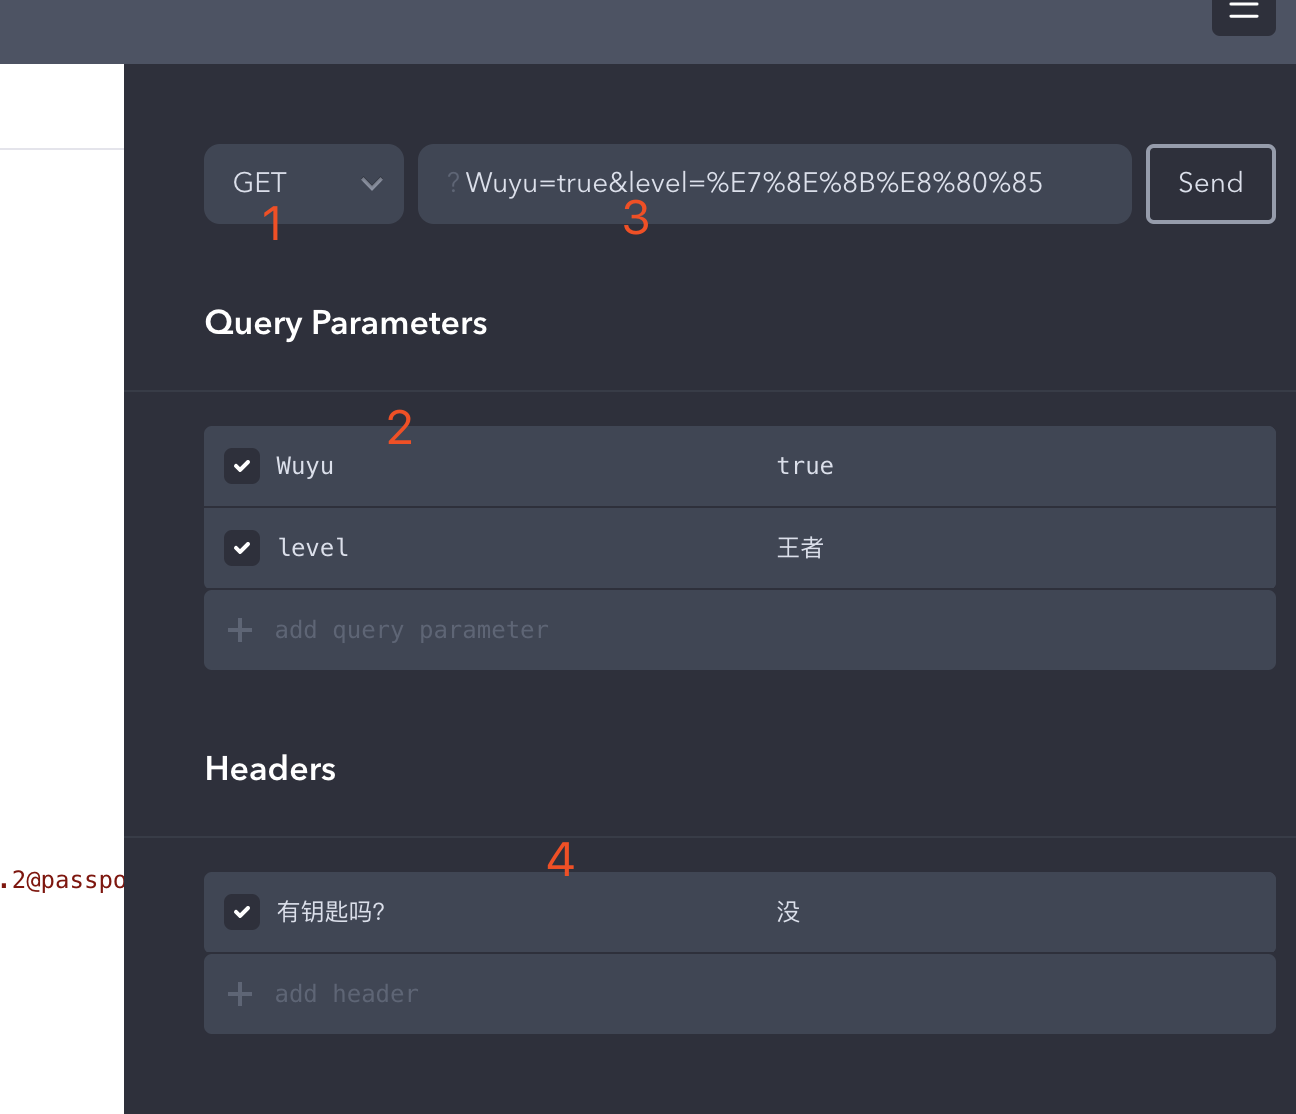 GET
?Wuyu=true&level=%E7%8E%8B%E8%80%85
Send
1
3
Query Parameters
2
Wuyu true
level 王者
add query parameter
Headers
4
.2@passpo
有钥匙吗? 没
add header